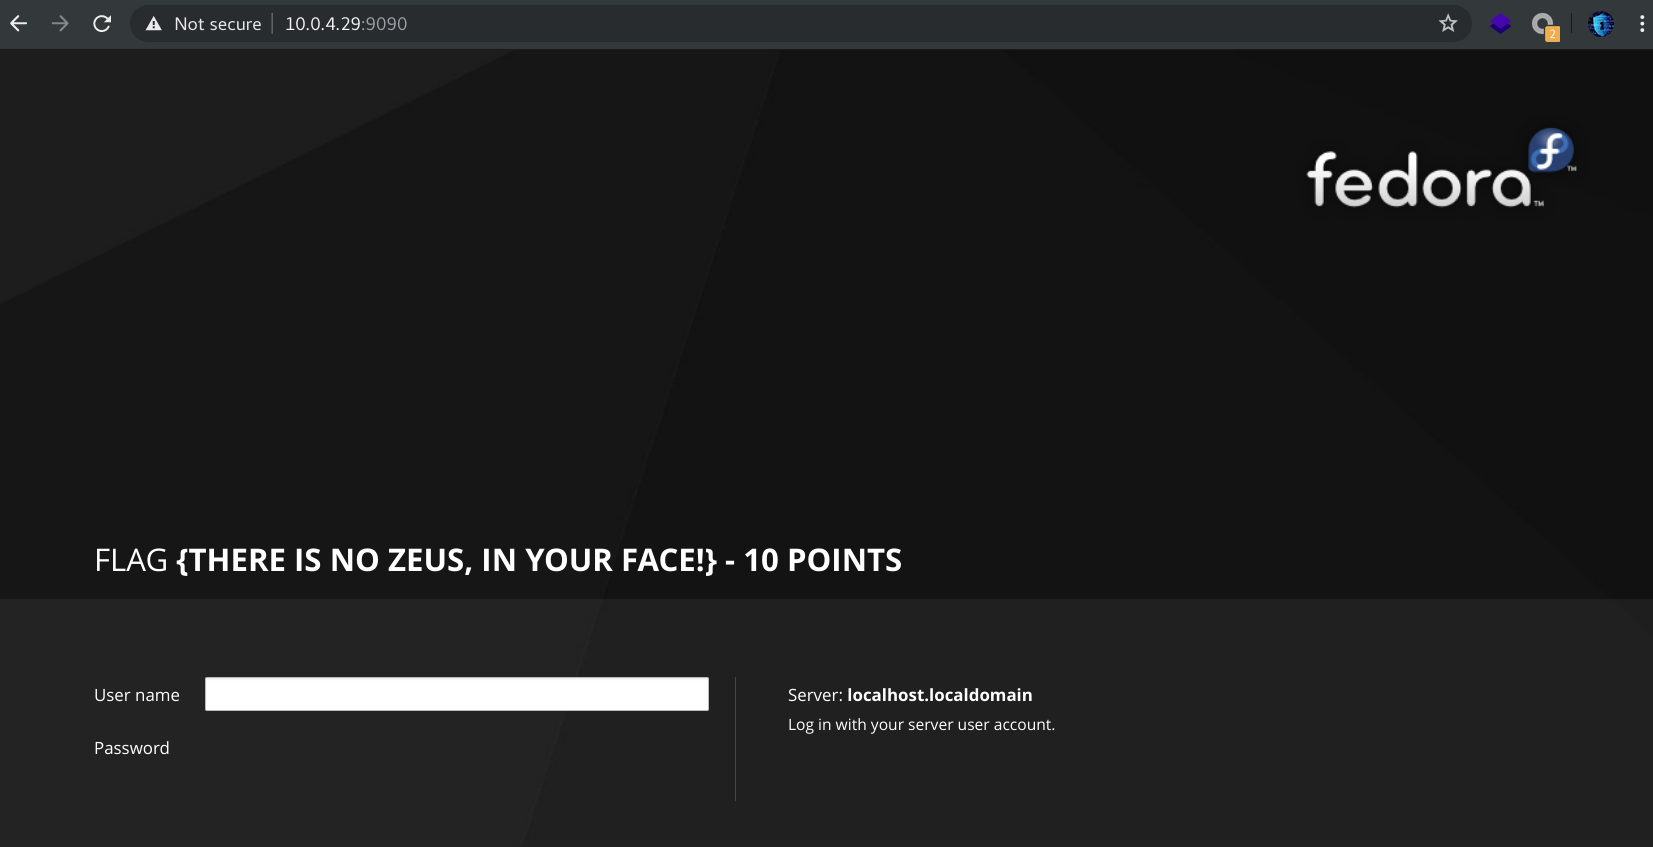 Not secure 10.0.4.29:9090
2
fedora™
FLAG {THERE IS NO ZEUS, IN YOUR FACE!} - 10 POINTS
User name
Server: localhost.localdomain
Log in with your server user account.
Password